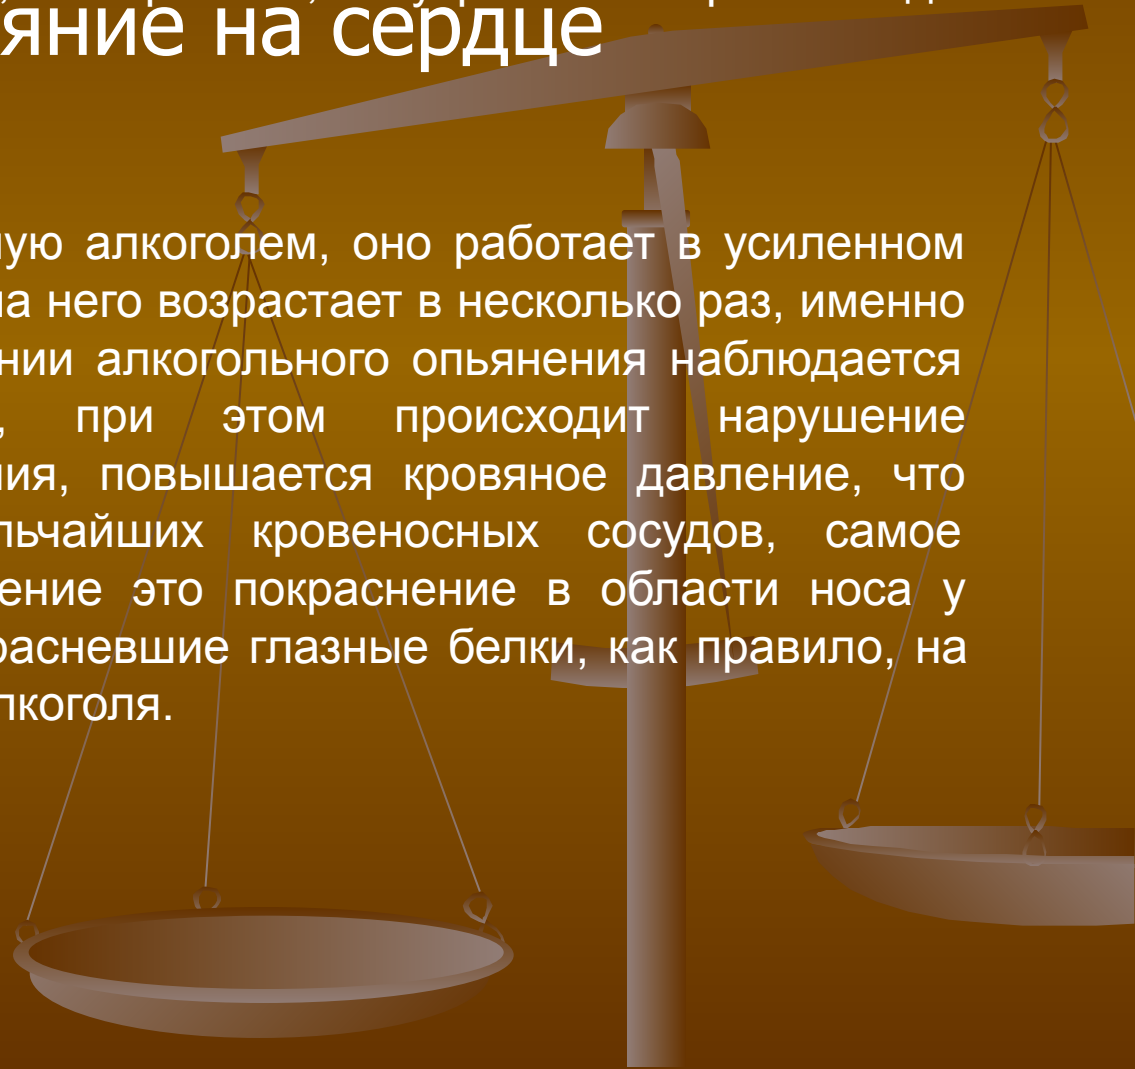 яние на сердце
ую алкоголем, оно работает в усиленном
на него возрастает в несколько раз, именно
нии алкогольного опьянения наблюдается
, при этом происходит нарушение
ия, повышается кровяное давление, что
льчайших кровеносных сосудов, самое
ение это покраснение в области носа у
расневшие глазные белки, как правило, на
лкоголя.